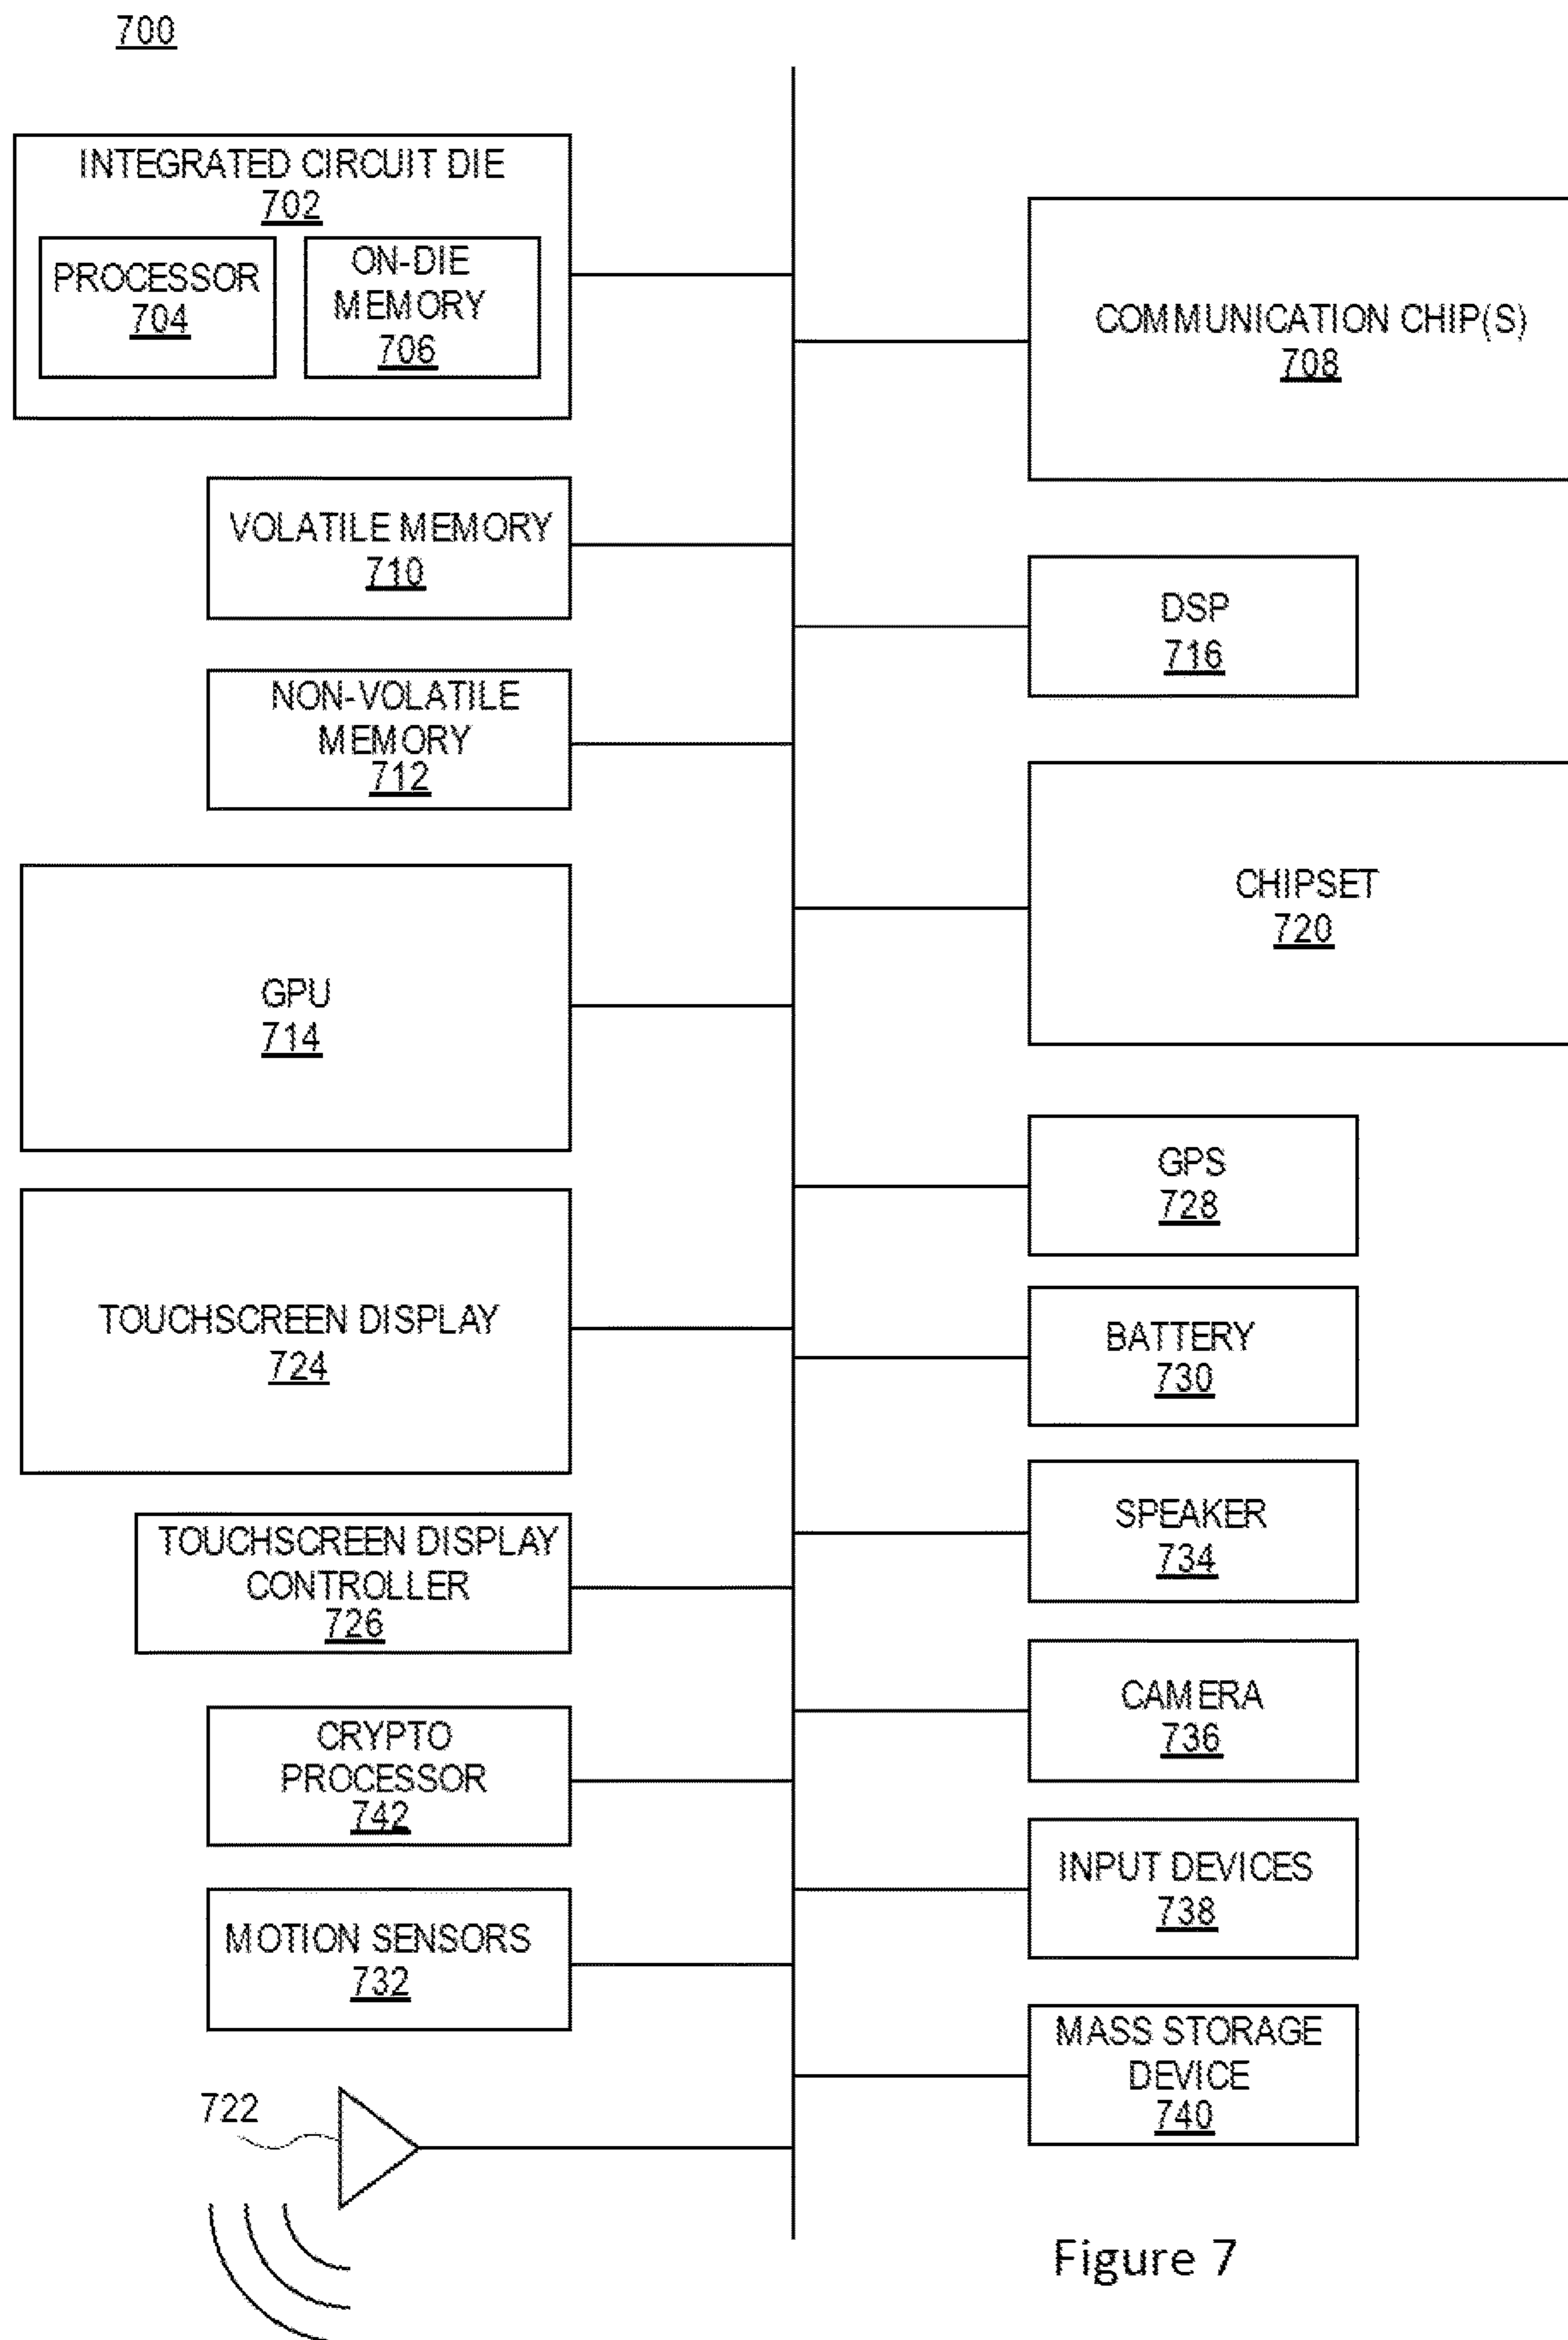 700
INTEGRATED CIRCUIT DIE
702
PROCESSOR
704
ON-DIE
MEMORY
706
VOLATILE MEMORY
710
NON-VOLATILE
MEMORY
712
GPU
714
TOUCHSCREEN DISPLAY
724
TOUCHSCREEN DISPLAY
CONTROLLER
726
CRYPTO
PROCESSOR
742
MOTION SENSORS
732
722
COMMUNICATION CHIP(S)
708
DSP
716
CHIPSET
720
GPS
728
BATTERY
730
SPEAKER
734
CAMERA
736
INPUT DEVICES
738
MASS STORAGE
DEVICE
740
Figure 7